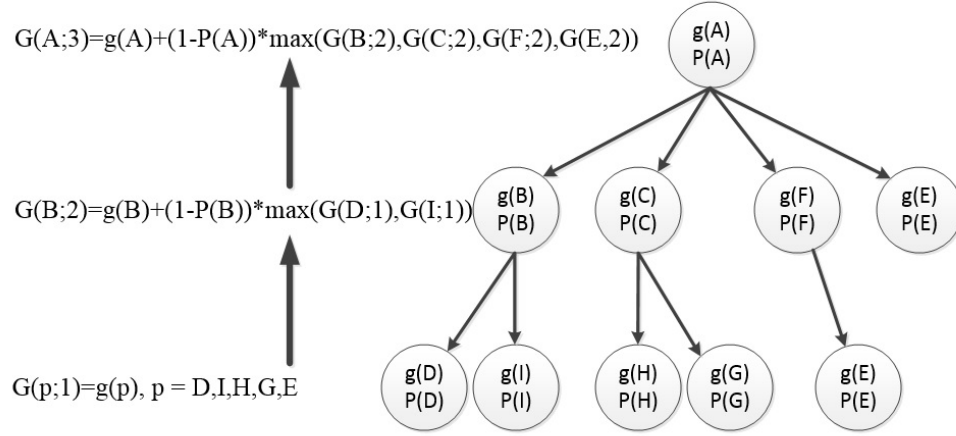 G(A;3)=g(A)+(1-P(A))*max(G(B;2),G(C;2),G(F;2),G(E,2))
g(A)
P(A)
G(B;2)=g(B)+(1-P(B))*max(G(D;1),G(I;1))
g(B)
P(B)
g(C)
P(C)
g(F)
P(F)
g(E)
P(E)
G(p;1)=g(p), p = D,I,H,G,E
g(D)
P(D)
g(I)
P(I)
g(H)
P(H)
g(G)
P(G)
g(E)
P(E)